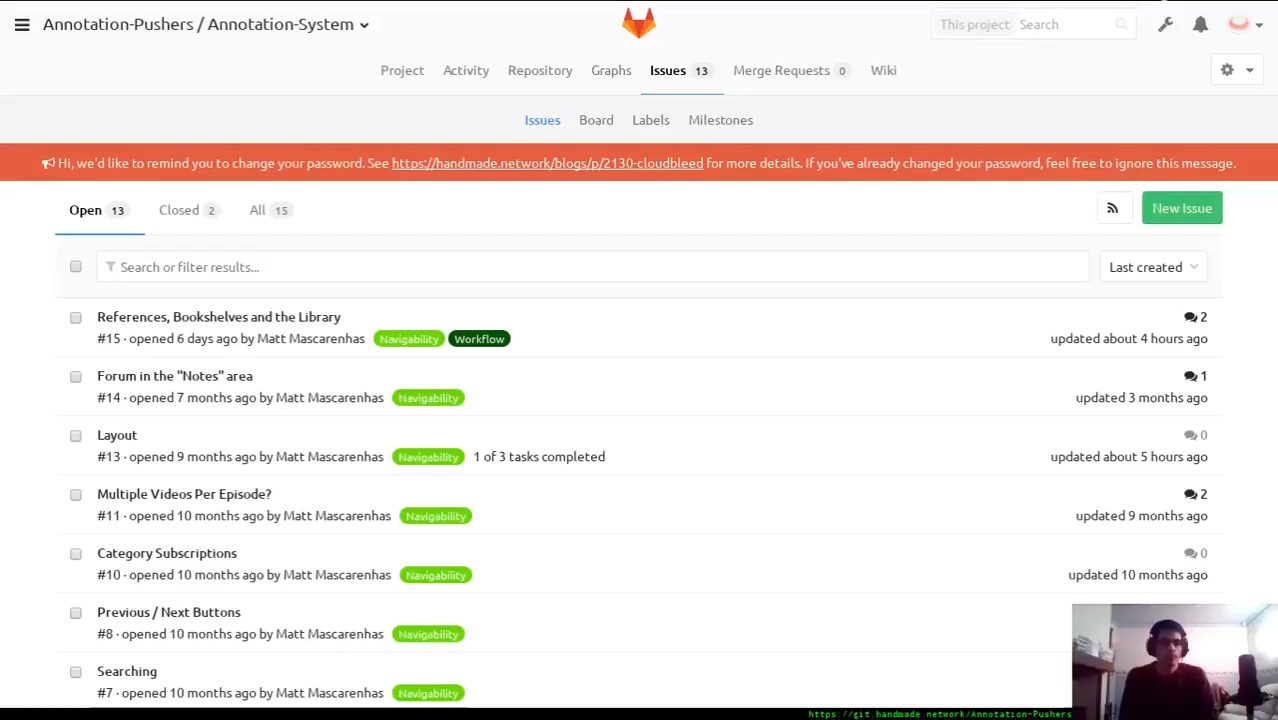 Annotation-Pushers / Annotation-System
This project Search
Project Activity Repository Graphs Issues 13 Merge Requests 0 Wiki
Issues Board Labels Milestones
Hi, we'd like to remind you to change your password. See https://handmade.network/blogs/p/2130-cloudbleed for more details. If you've already changed your password, feel free to ignore this message.
Open 13 Closed 2 All 15 New Issue
Search or filter results... Last created
References, Bookshelves and the Library 2
#15 · opened 6 days ago by Matt Mascarenhas Navigability Workflow updated about 4 hours ago
Forum in the "Notes" area 1
#14 · opened 7 months ago by Matt Mascarenhas Navigability updated 3 months ago
Layout 0
#13 · opened 9 months ago by Matt Mascarenhas Navigability 1 of 3 tasks completed updated about 5 hours ago
Multiple Videos Per Episode? 2
#11 · opened 10 months ago by Matt Mascarenhas Navigability updated 9 months ago
Category Subscriptions 0
#10 · opened 10 months ago by Matt Mascarenhas Navigability updated 10 months ago
Previous / Next Buttons
#8 · opened 10 months ago by Matt Mascarenhas Navigability
Searching
#7 · opened 10 months ago by Matt Mascarenhas Navigability
https://git.handmade.network/Annotation-Pushers